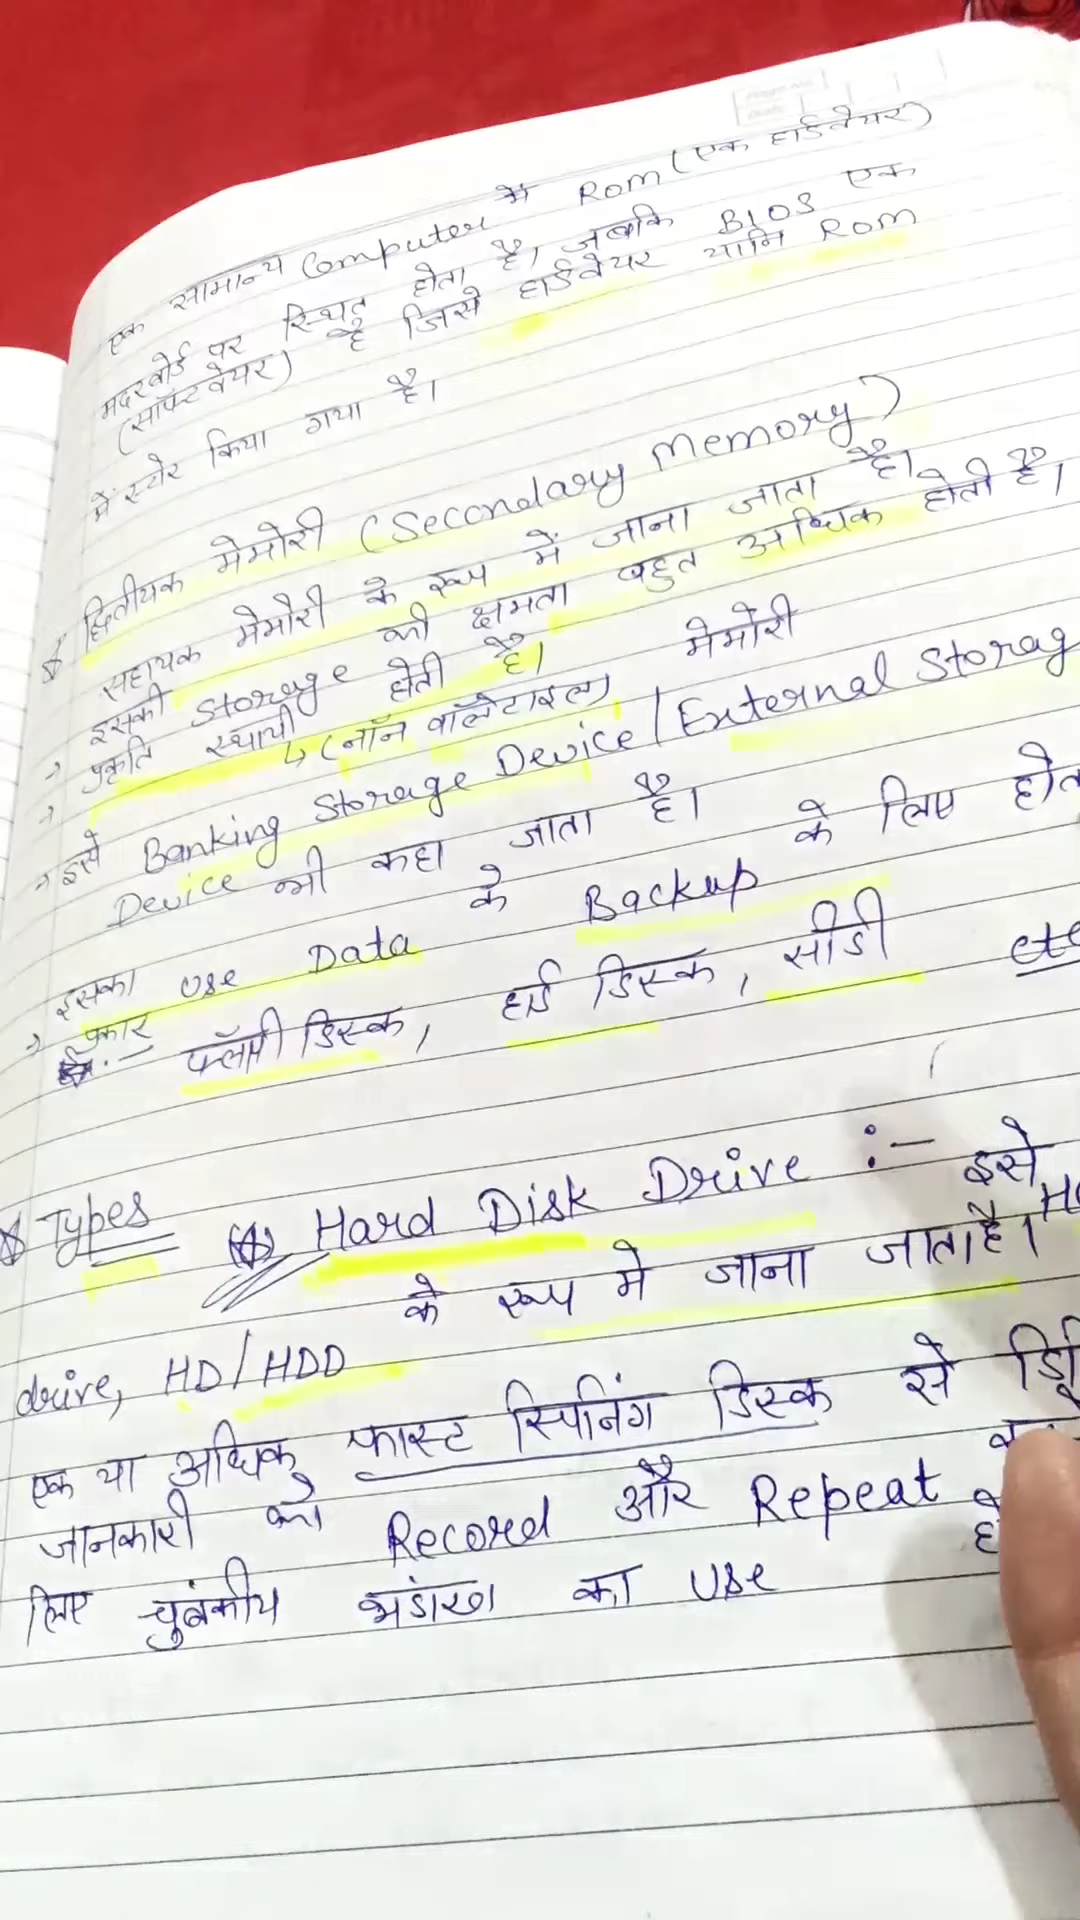 एक सामान्य Computer में ROM (एक हार्डवेयर)
मदरबोर्ड पर स्थित होता है, जबकि BIOS एक
(सॉफ्टवेयर) है जिसे हार्डवेयर यानि ROM
में स्टोर किया गया है।
द्वितीयक मेमोरी (Secondary Memory)
सहायक मेमोरी के रूप में जाना जाता है।
→ इसकी Storage की क्षमता बहुत अधिक होती है।
→ प्रकृति स्थायी होती है। मेमोरी
↳ (नॉन वॉलेटाइल)
→ इसे Banking Storage Device / External Storag
Device भी कहा जाता है।
इसका use Data के Backup के लिए होत
→ प्रकार :- फ्लॉपी डिस्क, हार्ड डिस्क, सीडी etc
Types Hard Disk Drive :- इसे
के रूप मे जाना जाता है।
drive, HD/HDD
एक या अधिक फास्ट स्पिनिंग डिस्क से
जानकारी को Record और Repeat
लिए चुंबकीय भंडारण का use